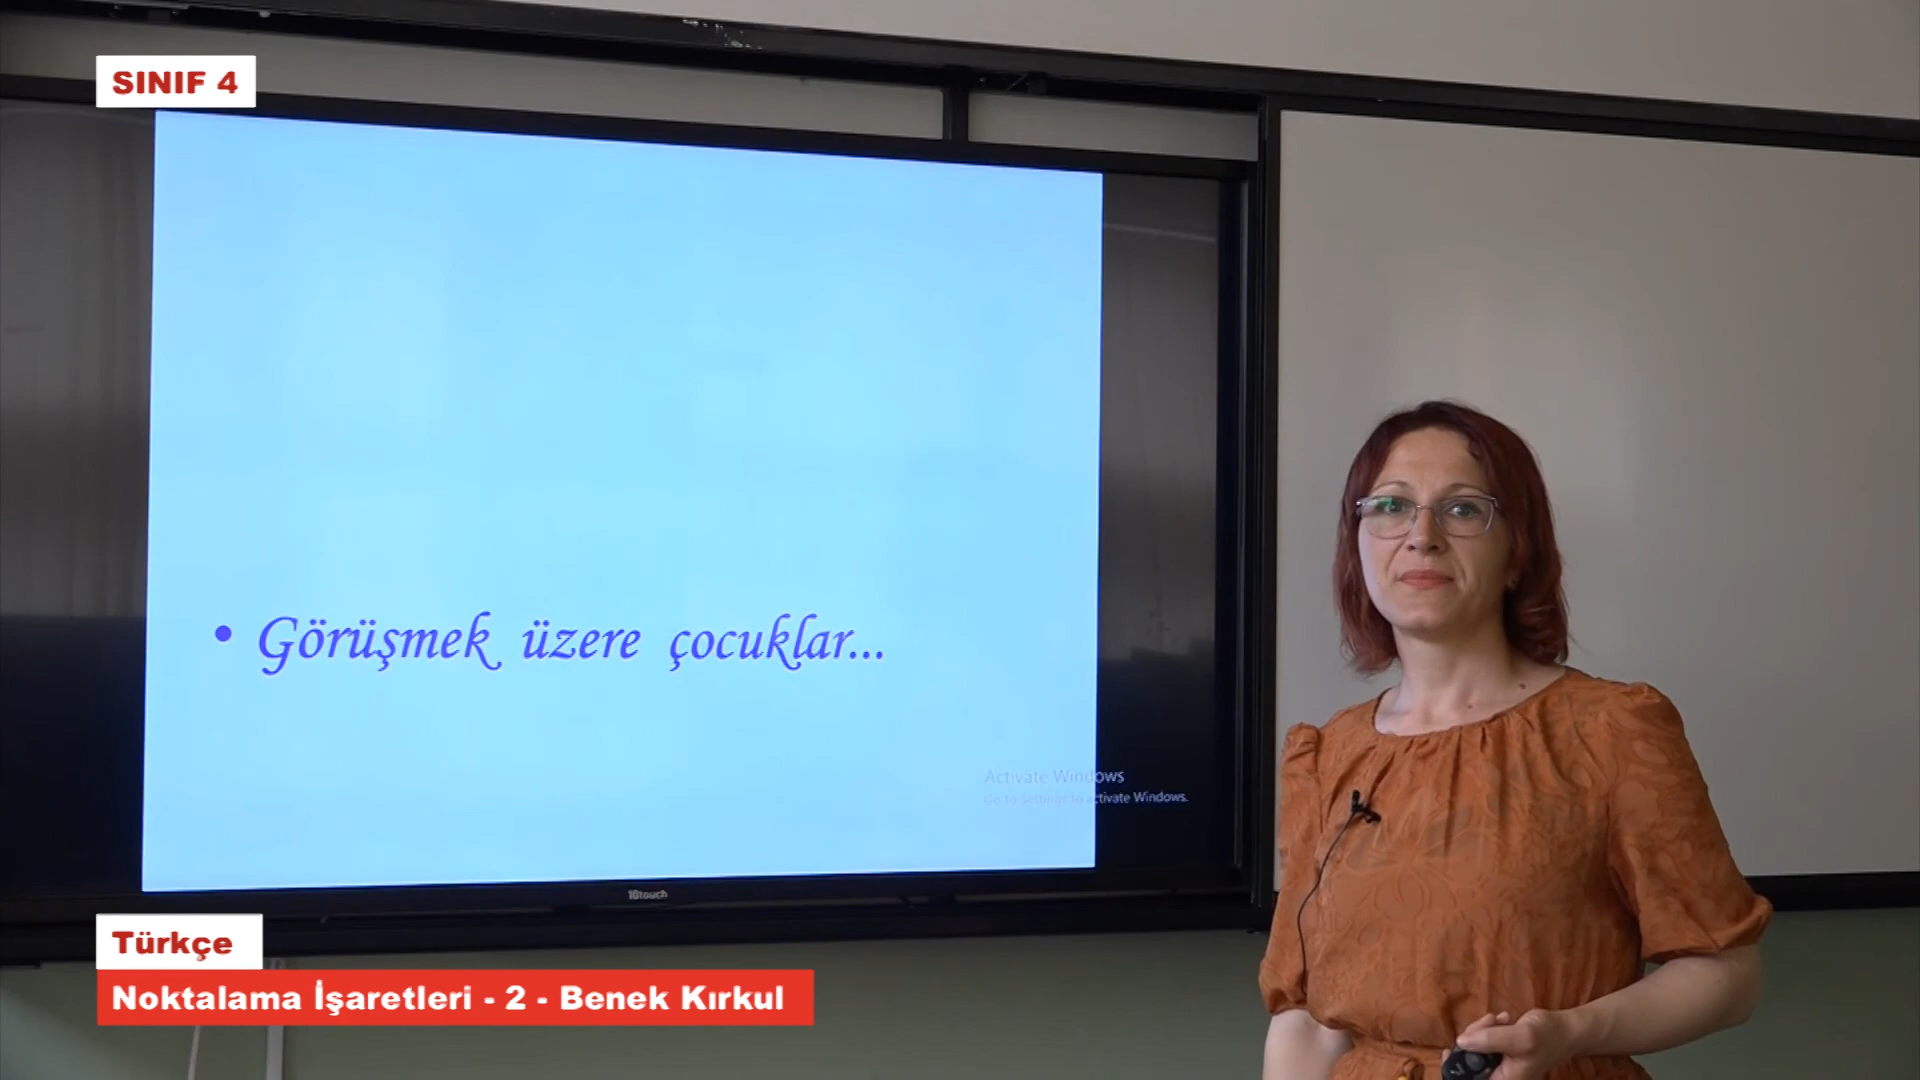 SINIF 4
• Görüşmek üzere çocuklar...
Activate Windows
Go to Settings to activate Windows.
1Qtouch
Türkçe
Noktalama İşaretleri - 2 - Benek Kırkul